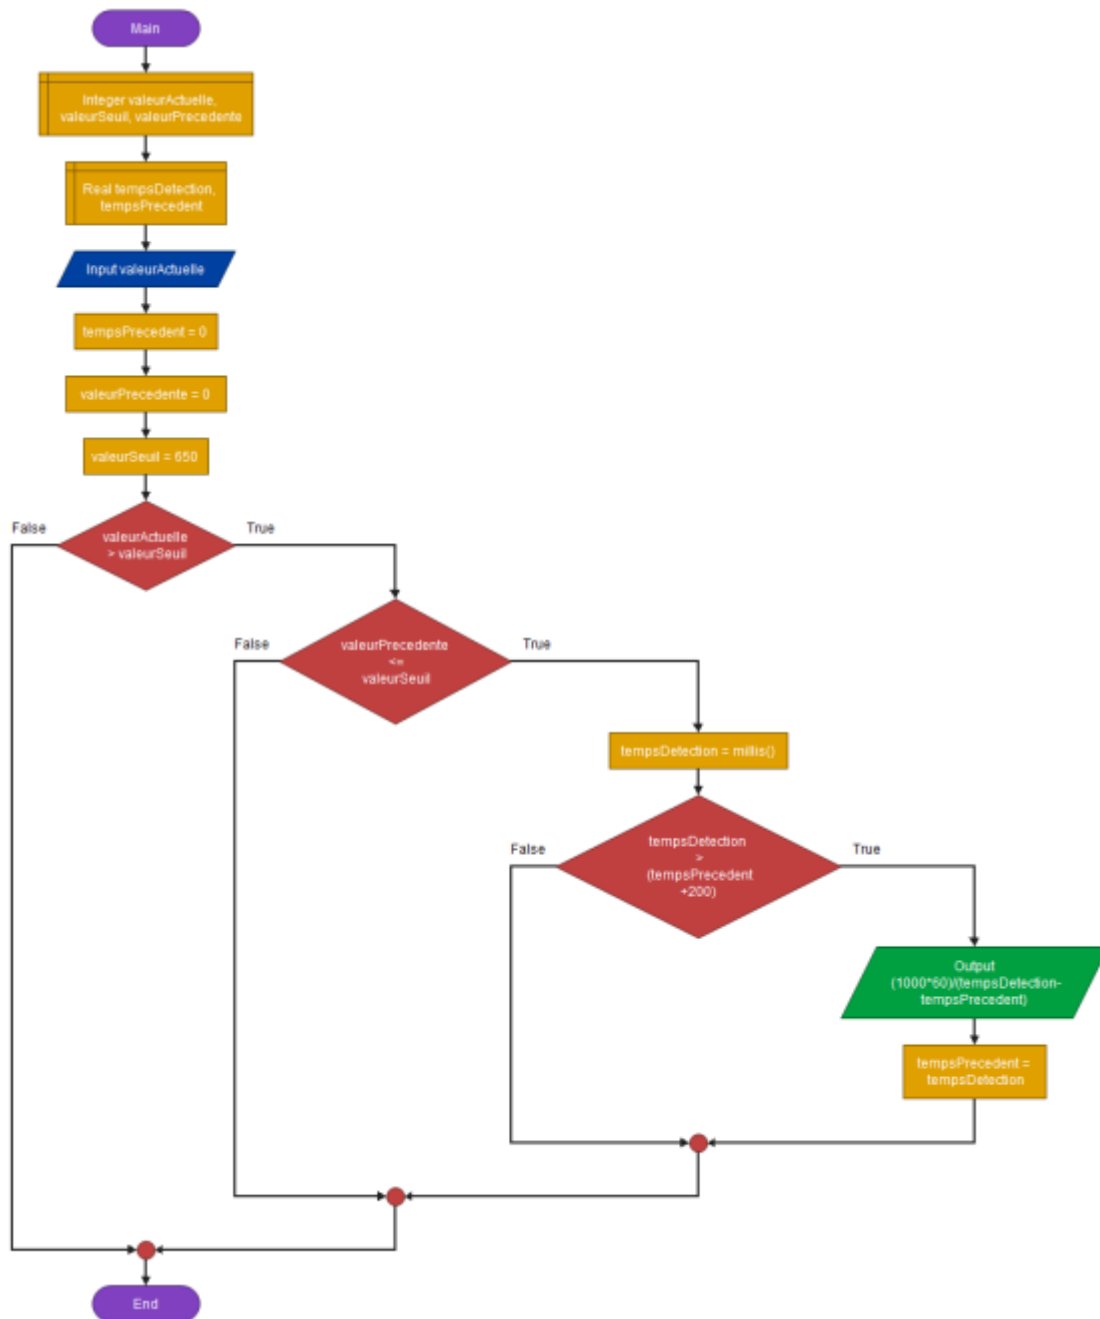 Main
Integer valeurActuelle,
valeurSeuil, valeurPrecedente
Real tempsDetection,
tempsPrecedent
Input valeurActuelle
tempsPrecedent = 0
valeurPrecedente = 0
valeurSeuil = 650
False
True
valeurActuelle
> valeurSeuil
False
True
valeurPrecedente
<=
valeurSeuil
tempsDetection = millis()
False
True
tempsDetection
>
(tempsPrecedent
+200)
Output
(1000*60)/(tempsDetection-
tempsPrecedent)
tempsPrecedent =
tempsDetection
End